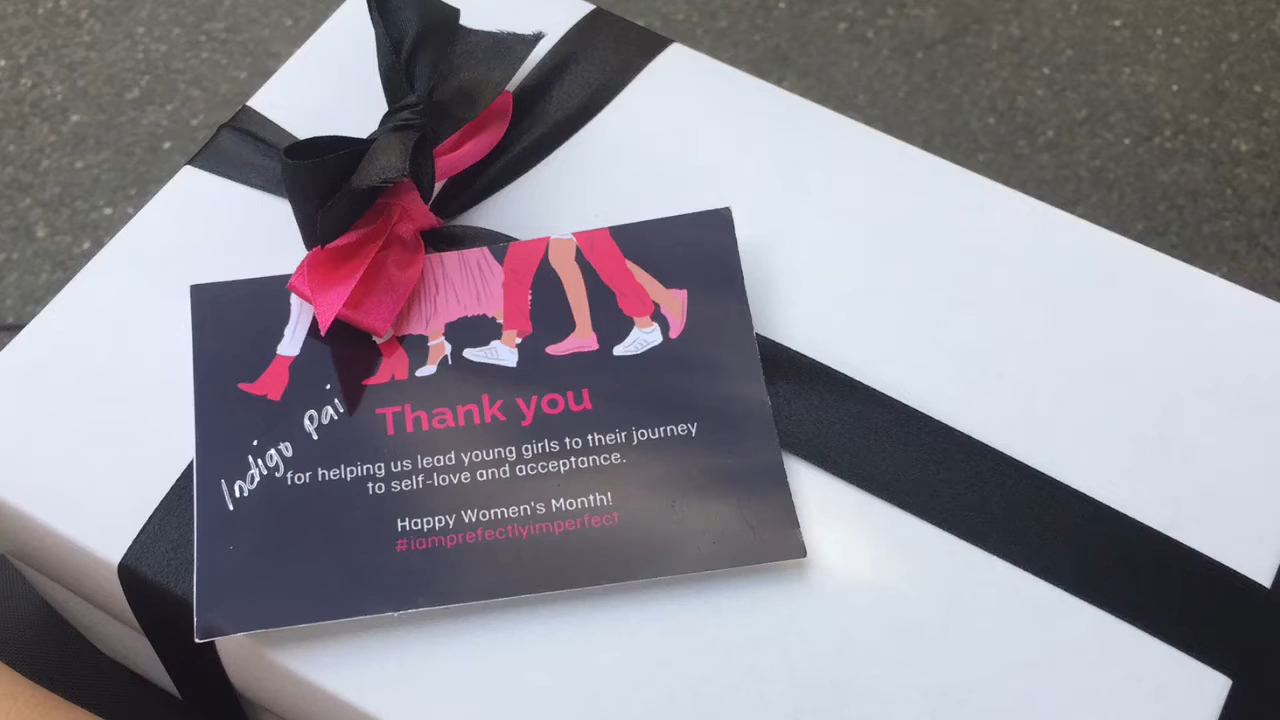 Indigo pai
Thank you
for helping us lead young girls to their journey
to self-love and acceptance.
Happy Women's Month!
#iamprefectlyimperfect